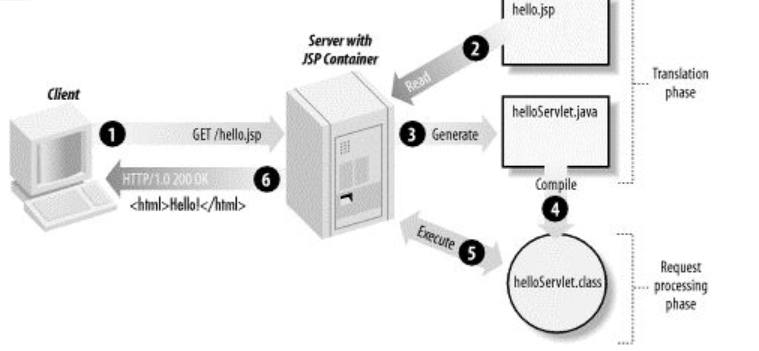 hello.jsp
Server with
JSP Container
2
Read
Translation
phase
Client
1
GET /hello.jsp
3
Generate
helloServlet.java
HTTP/1.0 200 OK
6
<html>Hello!</html>
Compile
4
Execute
5
helloServlet.class
Request
processing
phase